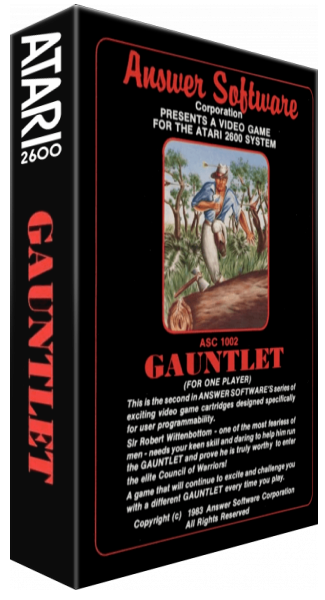 ATARI
2600
GAUNTLET
Answer Software
Corporation
PRESENTS A VIDEO GAME
FOR THE ATARI 2600 SYSTEM
ASC 1002
GAUNTLET
(FOR ONE PLAYER)
This is the second in ANSWER SOFTWARE'S series of
exciting video game cartridges designed specifically
for user programmability.
Sir Robert Wittenbottom - one of the most fearless of
men - needs your keen skill and daring to help him run
the GAUNTLET and prove he is truly worthy to enter
the elite Council of Warriors!
A game that will continue to excite and challenge you
with a different GAUNTLET every time you play.
Copyright (c) 1983 Answer Software Corporation
All Rights Reserved